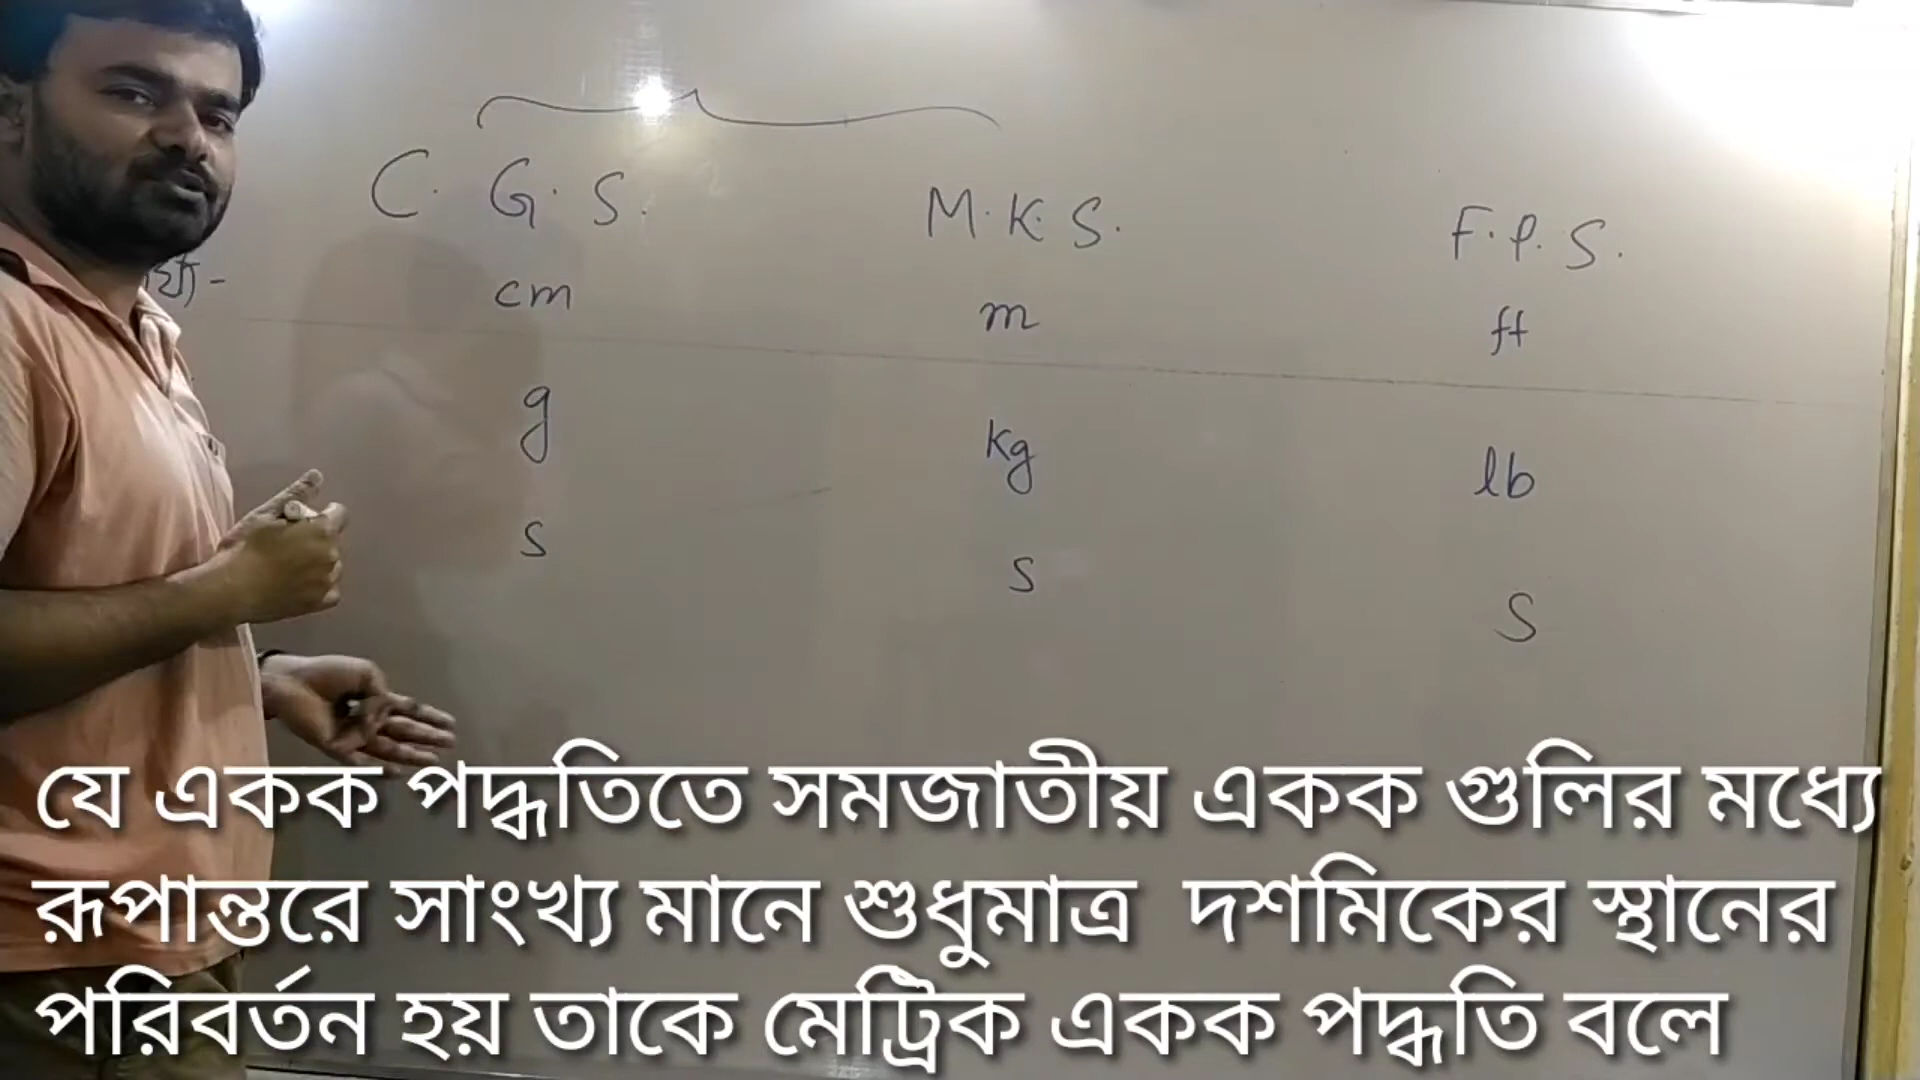 C. G. S. M. K. S. F. P. S.
cm m ft
g kg lb
s s S
যে একক পদ্ধতিতে সমজাতীয় একক গুলির মধ্যে
রূপান্তরে সাংখ্য মানে শুধুমাত্র দশমিকের স্থানের
পরিবর্তন হয় তাকে মেট্রিক একক পদ্ধতি বলে